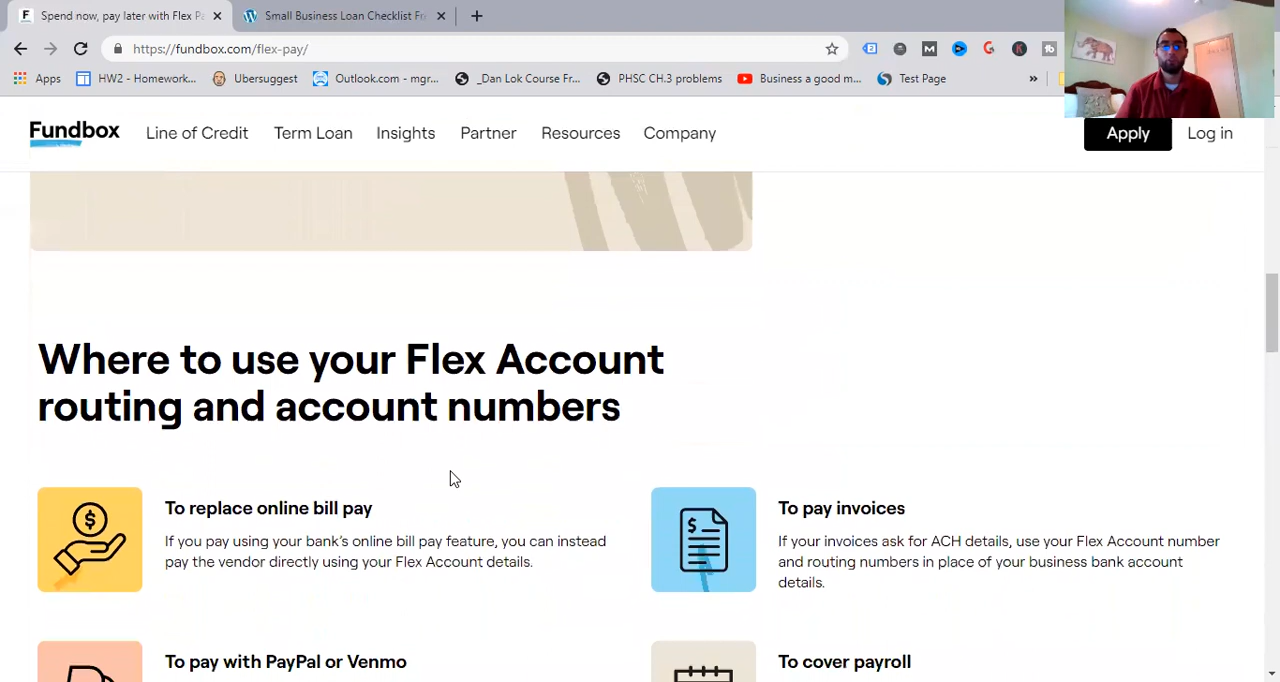 F Spend now, pay later with Flex Pa
Small Business Loan Checklist Fr
https://fundbox.com/flex-pay/
Apps
HW2 - Homework...
Ubersuggest
Outlook.com - mgr...
_Dan Lok Course Fr...
PHSC CH.3 problem...
Business a good m...
Test Page
»
Fundbox
Line of Credit
Term Loan
Insights
Partner
Resources
Company
Apply
Log in
Where to use your Flex Account
routing and account numbers
To replace online bill pay
If you pay using your bank's online bill pay feature, you can instead
pay the vendor directly using your Flex Account details.
To pay invoices
If your invoices ask for ACH details, use your Flex Account number
and routing numbers in place of your business bank account
details.
To pay with PayPal or Venmo
To cover payroll